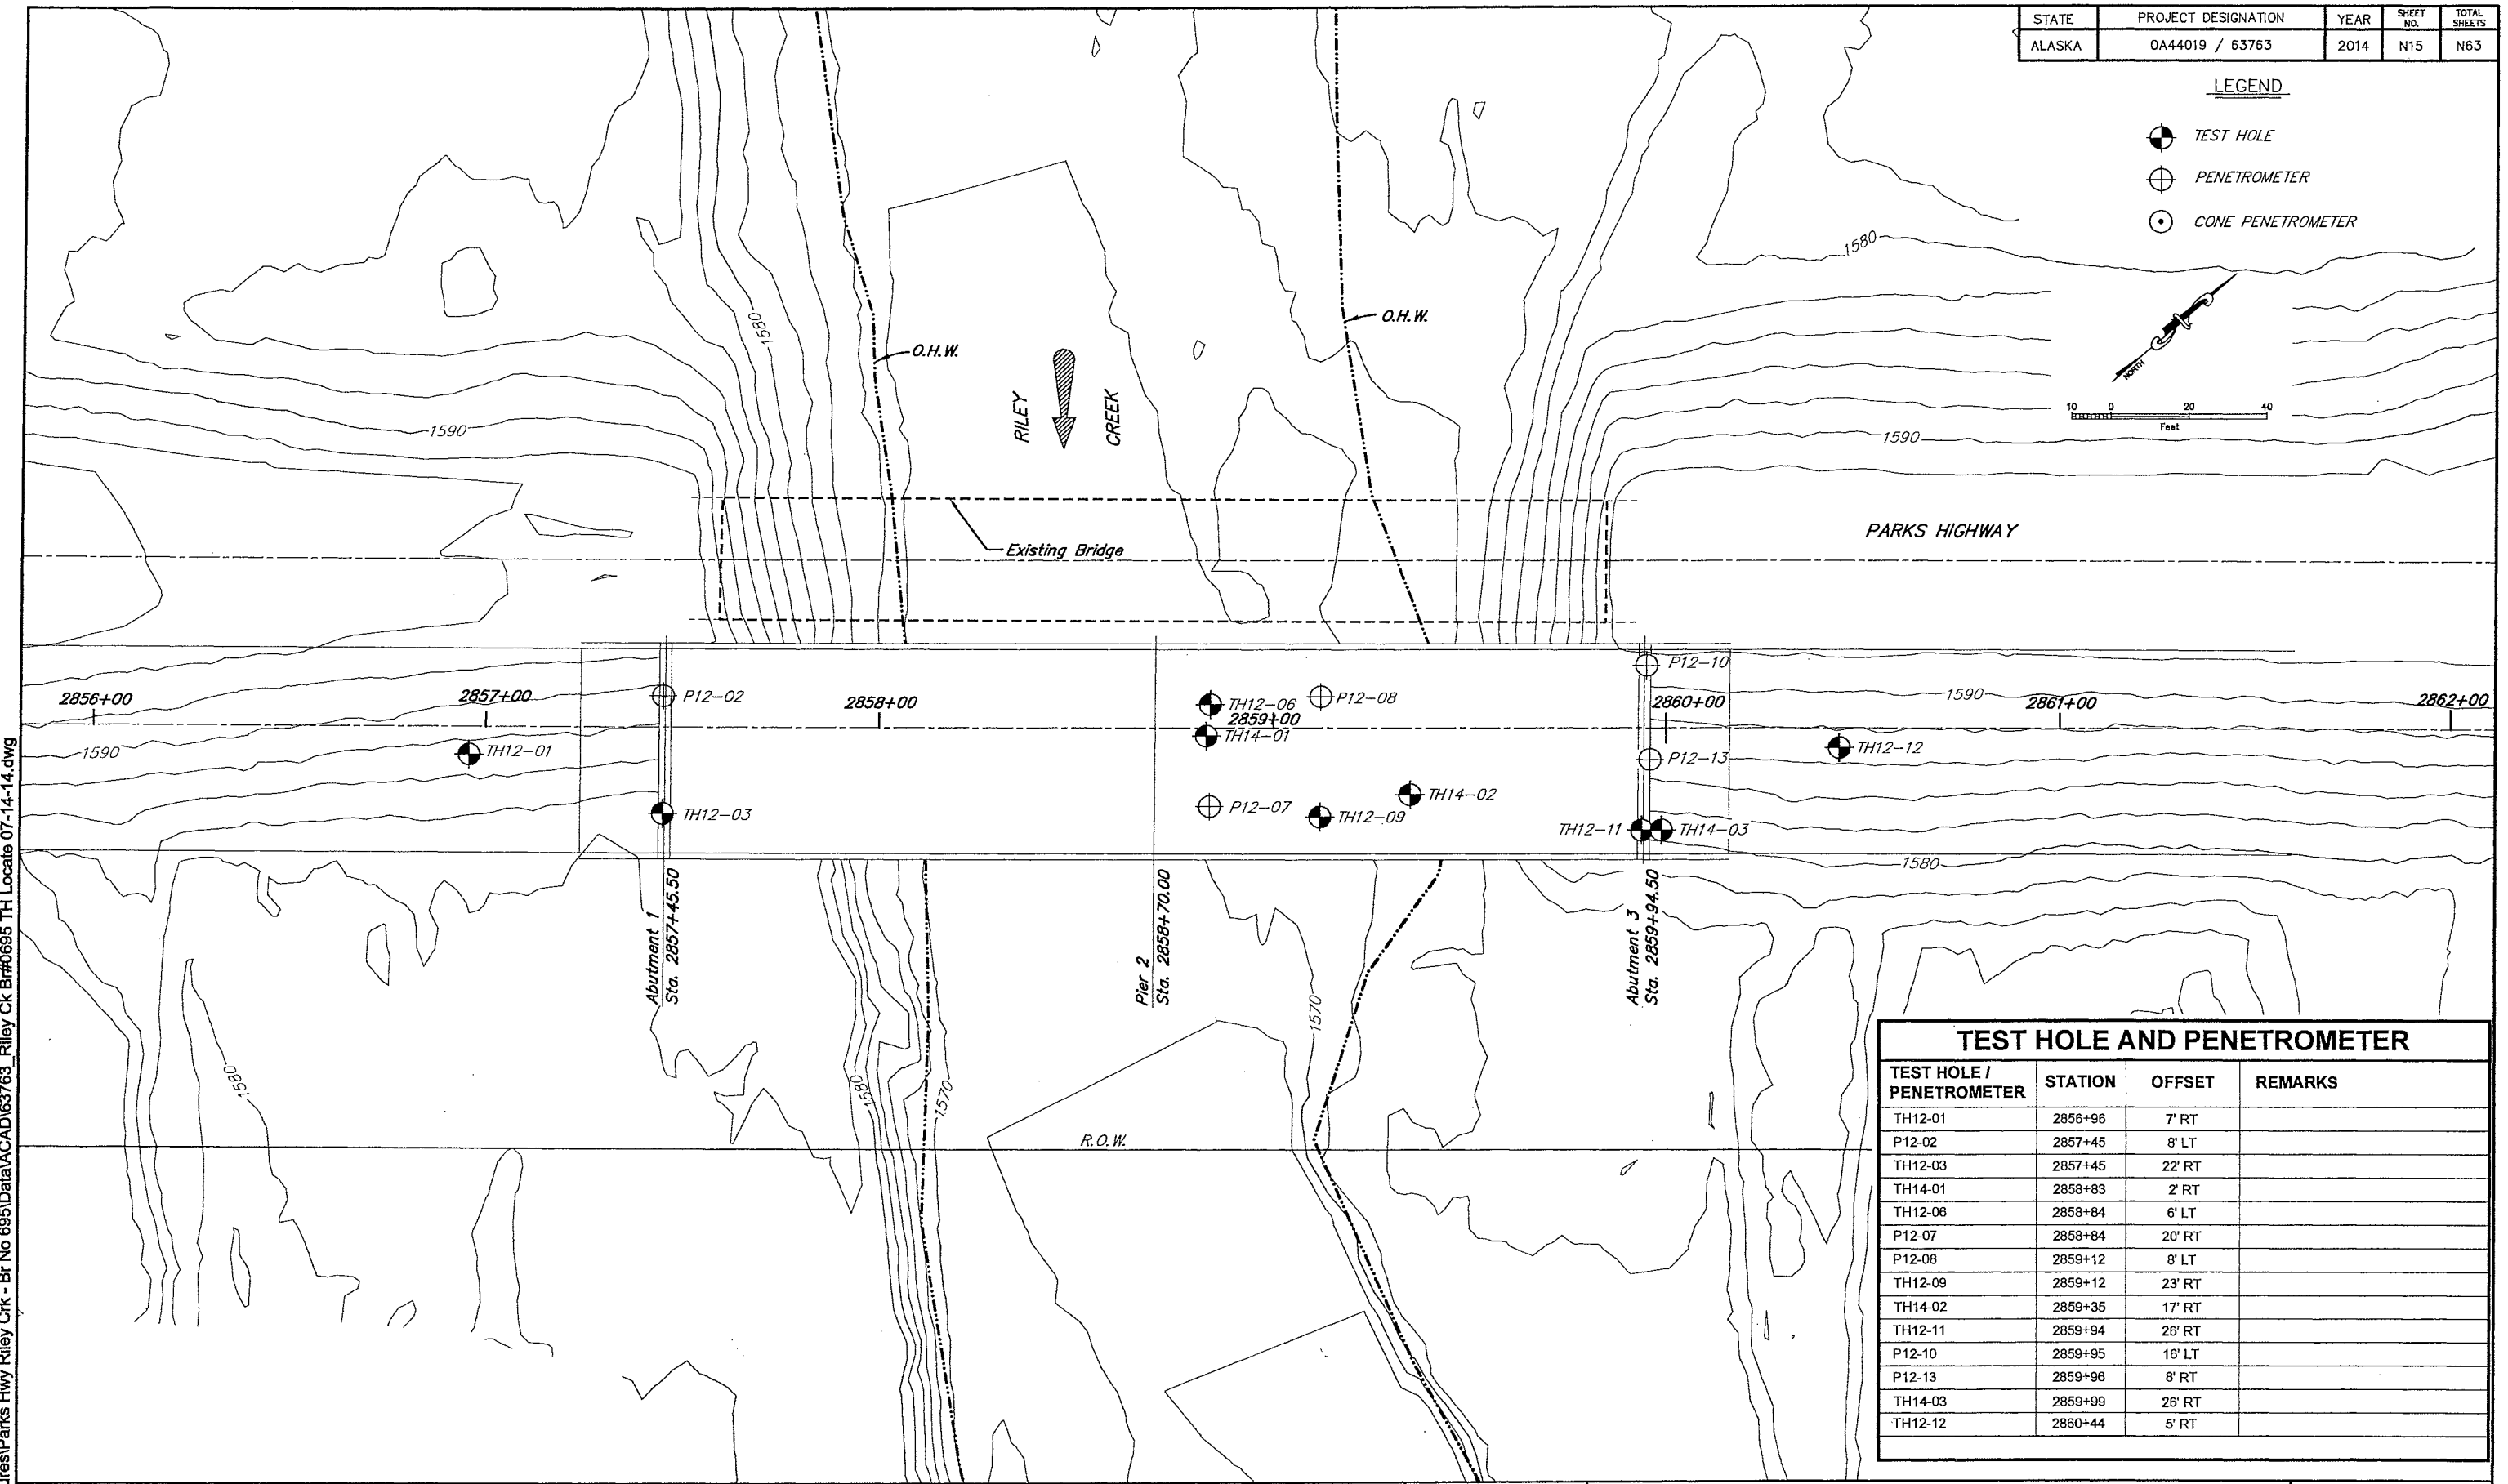 STATE PROJECT DESIGNATION YEAR SHEET NO. TOTAL SHEETS
ALASKA 0A44019 / 63763 2014 N15 N63
LEGEND
TEST HOLE
PENETROMETER
CONE PENETROMETER
1580
NORTH
10 0 20 40
Feet
1580
O.H.W.
O.H.W.
RILEY
CREEK
1590
1590
Existing Bridge
PARKS HIGHWAY
P12-10
P12-02
TH12-06
P12-08
1590
2856+00
2857+00
2858+00
2859+00
2860+00
2861+00
2862+00
TH14-01
1590
TH12-01
P12-13
TH12-12
TH12-03
P12-07
TH12-09
TH14-02
TH12-11
TH14-03
1580
Abutment 1
Sta. 2857+45.50
Pier 2
Sta. 2858+70.00
Abutment 3
Sta. 2859+94.50
1570
1580
1580
1570
R.O.W.
TEST HOLE AND PENETROMETER
TEST HOLE / PENETROMETER STATION OFFSET REMARKS
TH12-01 2856+96 7' RT
P12-02 2857+45 8' LT
TH12-03 2857+45 22' RT
TH14-01 2858+83 2' RT
TH12-06 2858+84 6' LT
P12-07 2858+84 20' RT
P12-08 2859+12 8' LT
TH12-09 2859+12 23' RT
TH14-02 2859+35 17' RT
TH12-11 2859+94 26' RT
P12-10 2859+95 16' LT
P12-13 2859+96 8' RT
TH14-03 2859+99 26' RT
TH12-12 2860+44 5' RT
\Parks Hwy Riley Crk - Br No 695\Data\ACAD\63763_Riley Ck Br#0695 TH Locate 07-14-14.dwg